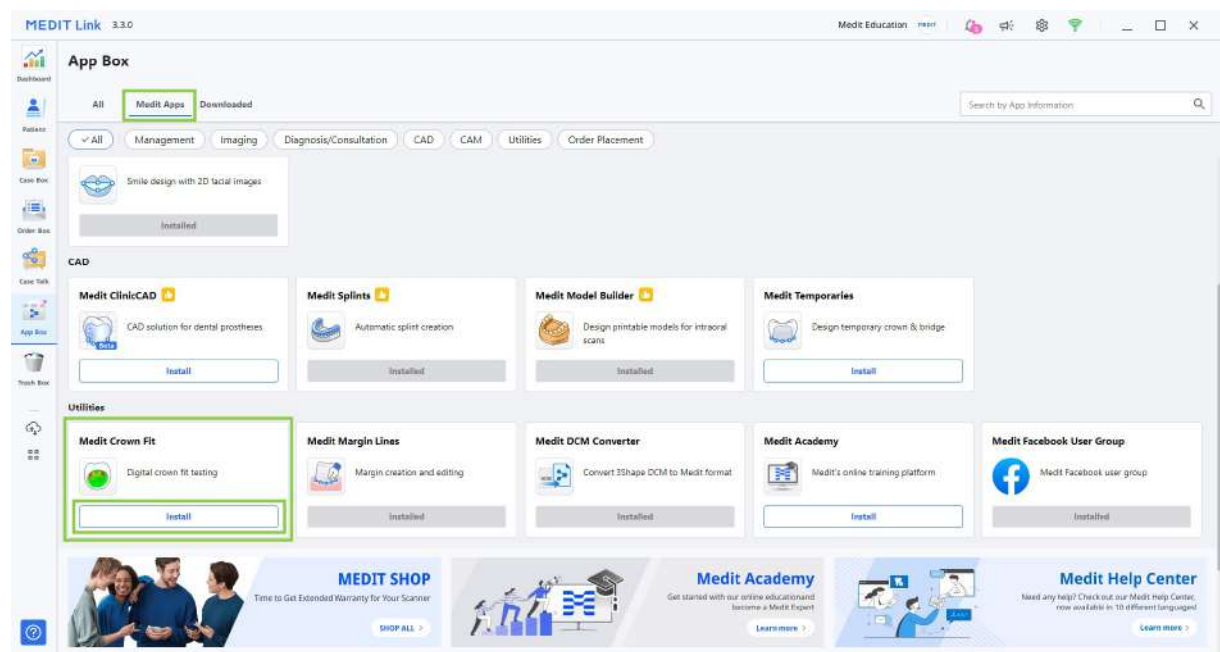 MEDIT Link 3.3.0
Medit Education MEDIT
App Box
Dashboard
All Medit Apps Downloaded
Search by App Information
Patient
All Management Imaging Diagnosis/Consultation CAD CAM Utilities Order Placement
Case Box
Smile design with 2D facial images
Installed
Order Box
CAD
Case Talk
Medit ClinicCAD Medit Splints Medit Model Builder Medit Temporaries
CAD solution for dental prostheses Automatic splint creation Design printable models for intraoral scans Design temporary crown & bridge
App Box
Beta
Install Installed Installed Install
Trash Box
Utilities
Medit Crown Fit Medit Margin Lines Medit DCM Converter Medit Academy Medit Facebook User Group
Digital crown fit testing Margin creation and editing Convert 3Shape DCM to Medit format Medit's online training platform Medit Facebook user group
Install Installed Installed Install Installed
MEDIT SHOP
Time to Get Extended Warranty for Your Scanner
SHOP ALL >
Medit Academy
Get started with our online educationand
become a Medit Expert
Learn more >
Medit Help Center
Need any help? Check out our Medit Help Center,
now available in 10 different languages!
Learn more >